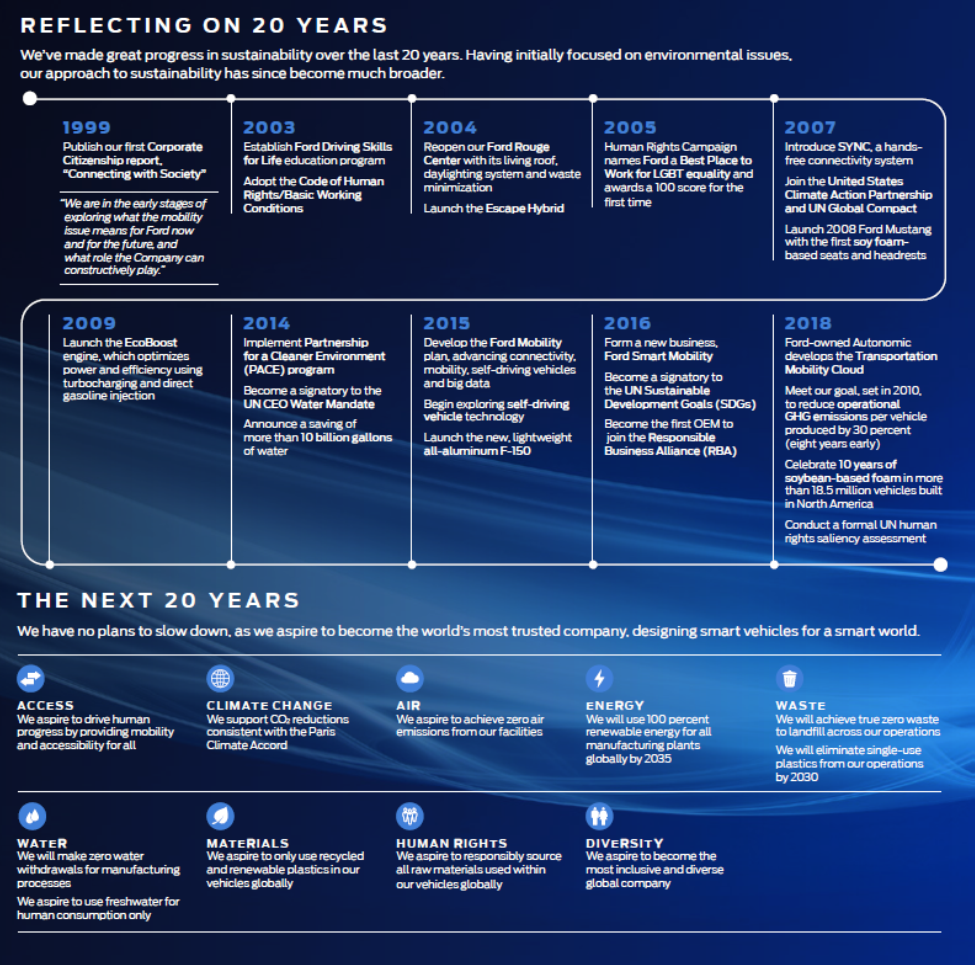 REFLECTING ON 20 YEARS
We've made great progress in sustainability over the last 20 years. Having initially focused on environmental issues,
our approach to sustainability has since become much broader.
1999
Publish our first Corporate
Citizenship report,
"Connecting with Society"
"We are in the early stages of
exploring what the mobility
issue means for Ford now
and for the future, and
what role the Company can
constructively play."
2003
Establish Ford Driving Skills
for Life education program
Adopt the Code of Human
Rights/Basic Working
Conditions
2004
Reopen our Ford Rouge
Center with its living roof,
daylighting system and waste
minimization
Launch the Escape Hybrid
2005
Human Rights Campaign
names Ford a Best Place to
Work for LGBT equality and
awards a 100 score for the
first time
2007
Introduce SYNC, a hands-
free connectivity system
Join the United States
Climate Action Partnership
and UN Global Compact
Launch 2008 Ford Mustang
with the first soy foam-
based seats and headrests
2009
Launch the EcoBoost
engine, which optimizes
power and efficiency using
turbocharging and direct
gasoline injection
2014
Implement Partnership
for a Cleaner Environment
(PACE) program
Become a signatory to the
UN CEO Water Mandate
Announce a saving of
more than 10 billion gallons
of water
2015
Develop the Ford Mobility
plan, advancing connectivity,
mobility, self-driving vehicles
and big data
Begin exploring self-driving
vehicle technology
Launch the new, lightweight
all-aluminum F-150
2016
Form a new business,
Ford Smart Mobility
Become a signatory to
the UN Sustainable
Development Goals (SDGs)
Become the first OEM to
join the Responsible
Business Alliance (RBA)
2018
Ford-owned Autonomic
develops the Transportation
Mobility Cloud
Meet our goal, set in 2010,
to reduce operational
GHG emissions per vehicle
produced by 30 percent
(eight years early)
Celebrate 10 years of
soybean-based foam in more
than 18.5 million vehicles built
in North America
Conduct a formal UN human
rights saliency assessment
THE NEXT 20 YEARS
We have no plans to slow down, as we aspire to become the world's most trusted company, designing smart vehicles for a smart world.
ACCESS
We aspire to drive human
progress by providing mobility
and accessibility for all
CLIMATE CHANGE
We support CO₂ reductions
consistent with the Paris
Climate Accord
AIR
We aspire to achieve zero air
emissions from our facilities
ENERGY
We will use 100 percent
renewable energy for all
manufacturing plants
globally by 2035
WASTE
We will achieve true zero waste
to landfill across our operations
We will eliminate single-use
plastics from our operations
by 2030
WATER
We will make zero water
withdrawals for manufacturing
processes
We aspire to use freshwater for
human consumption only
MATERIALS
We aspire to only use recycled
and renewable plastics in our
vehicles globally
HUMAN RIGHTS
We aspire to responsibly source
all raw materials used within
our vehicles globally
DIVERSITY
We aspire to become the
most inclusive and diverse
global company